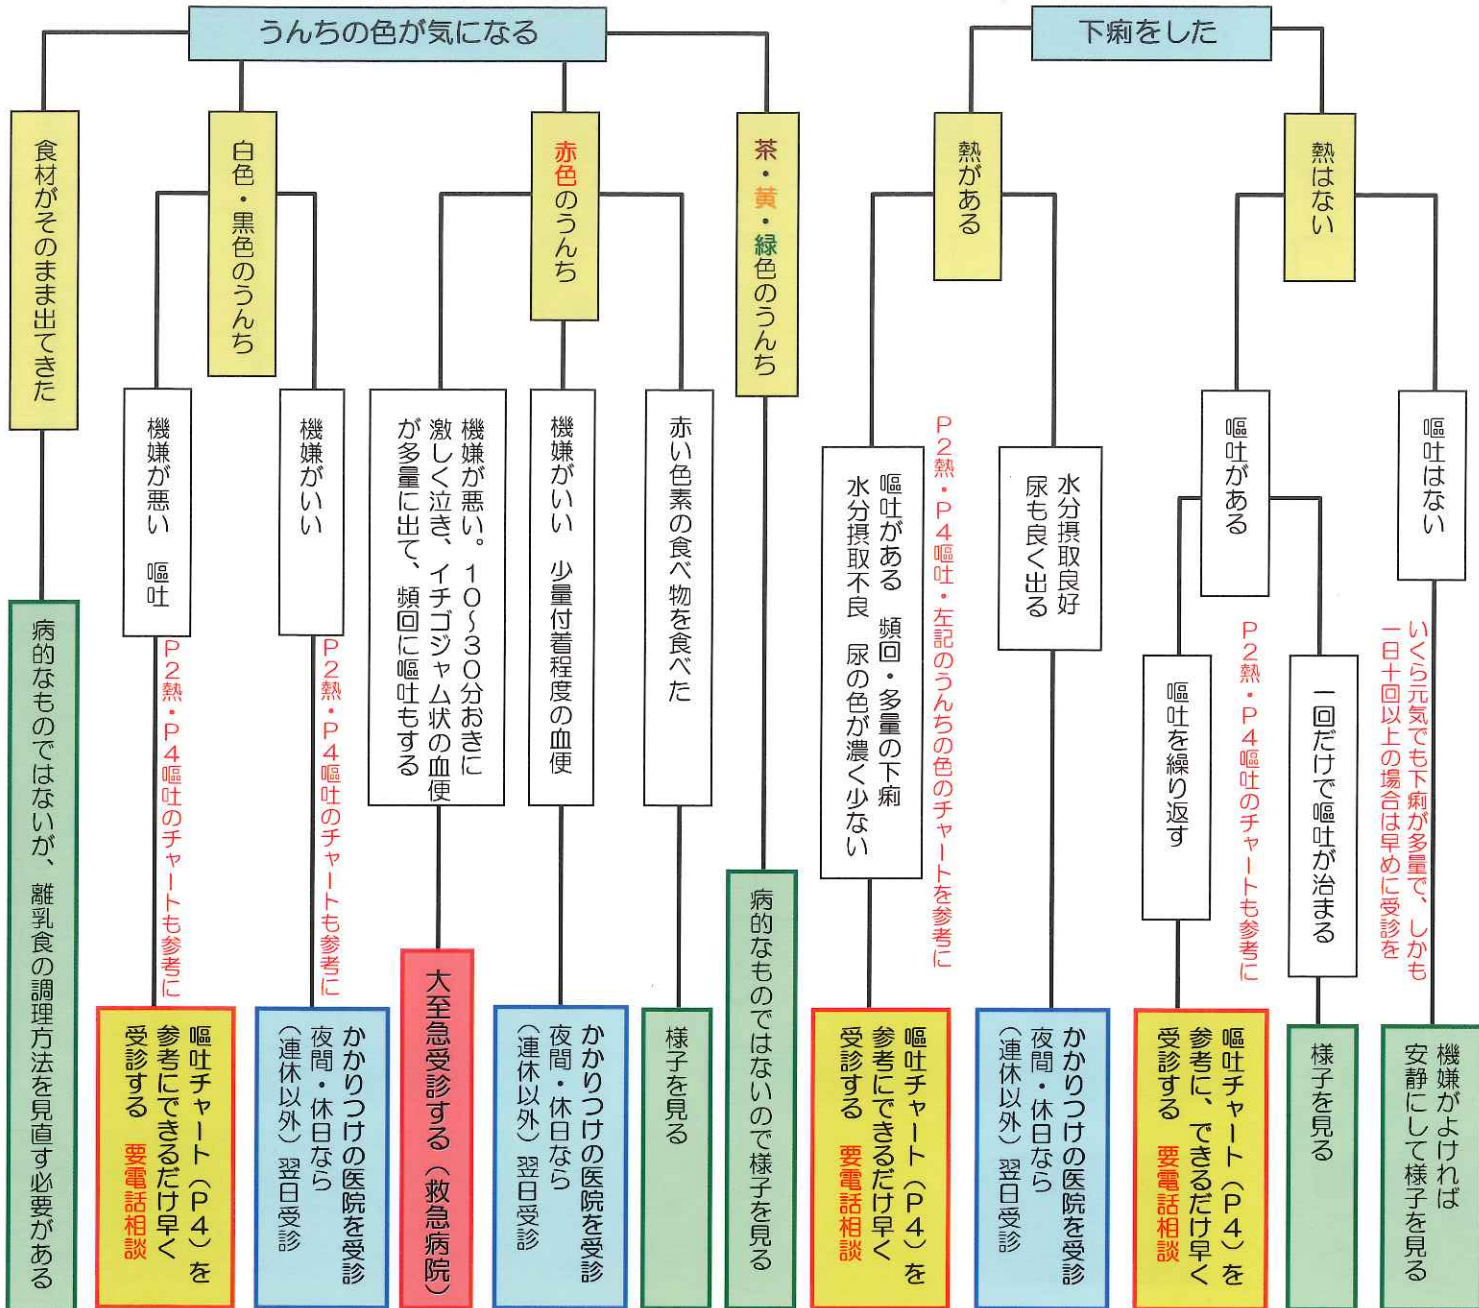 下痢をした
熱はない
嘔吐はない
いくら元気でも下痢が多量で、しかも
一日十回以上の場合は早めに受診を
機嫌がよければ
安静にして様子を見る
嘔吐がある
一回だけで嘔吐が治まる
様子を見る
P2熱・P4嘔吐のチャートも参考に
嘔吐を繰り返す
嘔吐チャート（P4）を
参考に、できるだけ早く
受診する 要電話相談
熱がある
水分摂取良好
尿も良く出る
かかりつけの医院を受診
夜間・休日なら
（連休以外）翌日受診
P2熱・P4嘔吐・左記のうんちの色のチャートを参考に
嘔吐がある 頻回・多量の下痢
水分摂取不良 尿の色が濃く少ない
嘔吐チャート（P4）を
参考にできるだけ早く
受診する 要電話相談
うんちの色が気になる
茶・黄・緑色のうんち
病的なものではないので様子を見る
赤色のうんち
赤い色素の食べ物を食べた
様子を見る
機嫌がいい 少量付着程度の血便
かかりつけの医院を受診
夜間・休日なら
（連休以外）翌日受診
機嫌が悪い。10〜30分おきに
激しく泣き、イチゴジャム状の血便
が多量に出て、頻回に嘔吐もする
大至急受診する（救急病院）
白色・黒色のうんち
機嫌がいい
P2熱・P4嘔吐のチャートも参考に
かかりつけの医院を受診
夜間・休日なら
（連休以外）翌日受診
機嫌が悪い 嘔吐
P2熱・P4嘔吐のチャートも参考に
嘔吐チャート（P4）を
参考にできるだけ早く
受診する 要電話相談
食材がそのまま出てきた
病的なものではないが、離乳食の調理方法を見直す必要がある